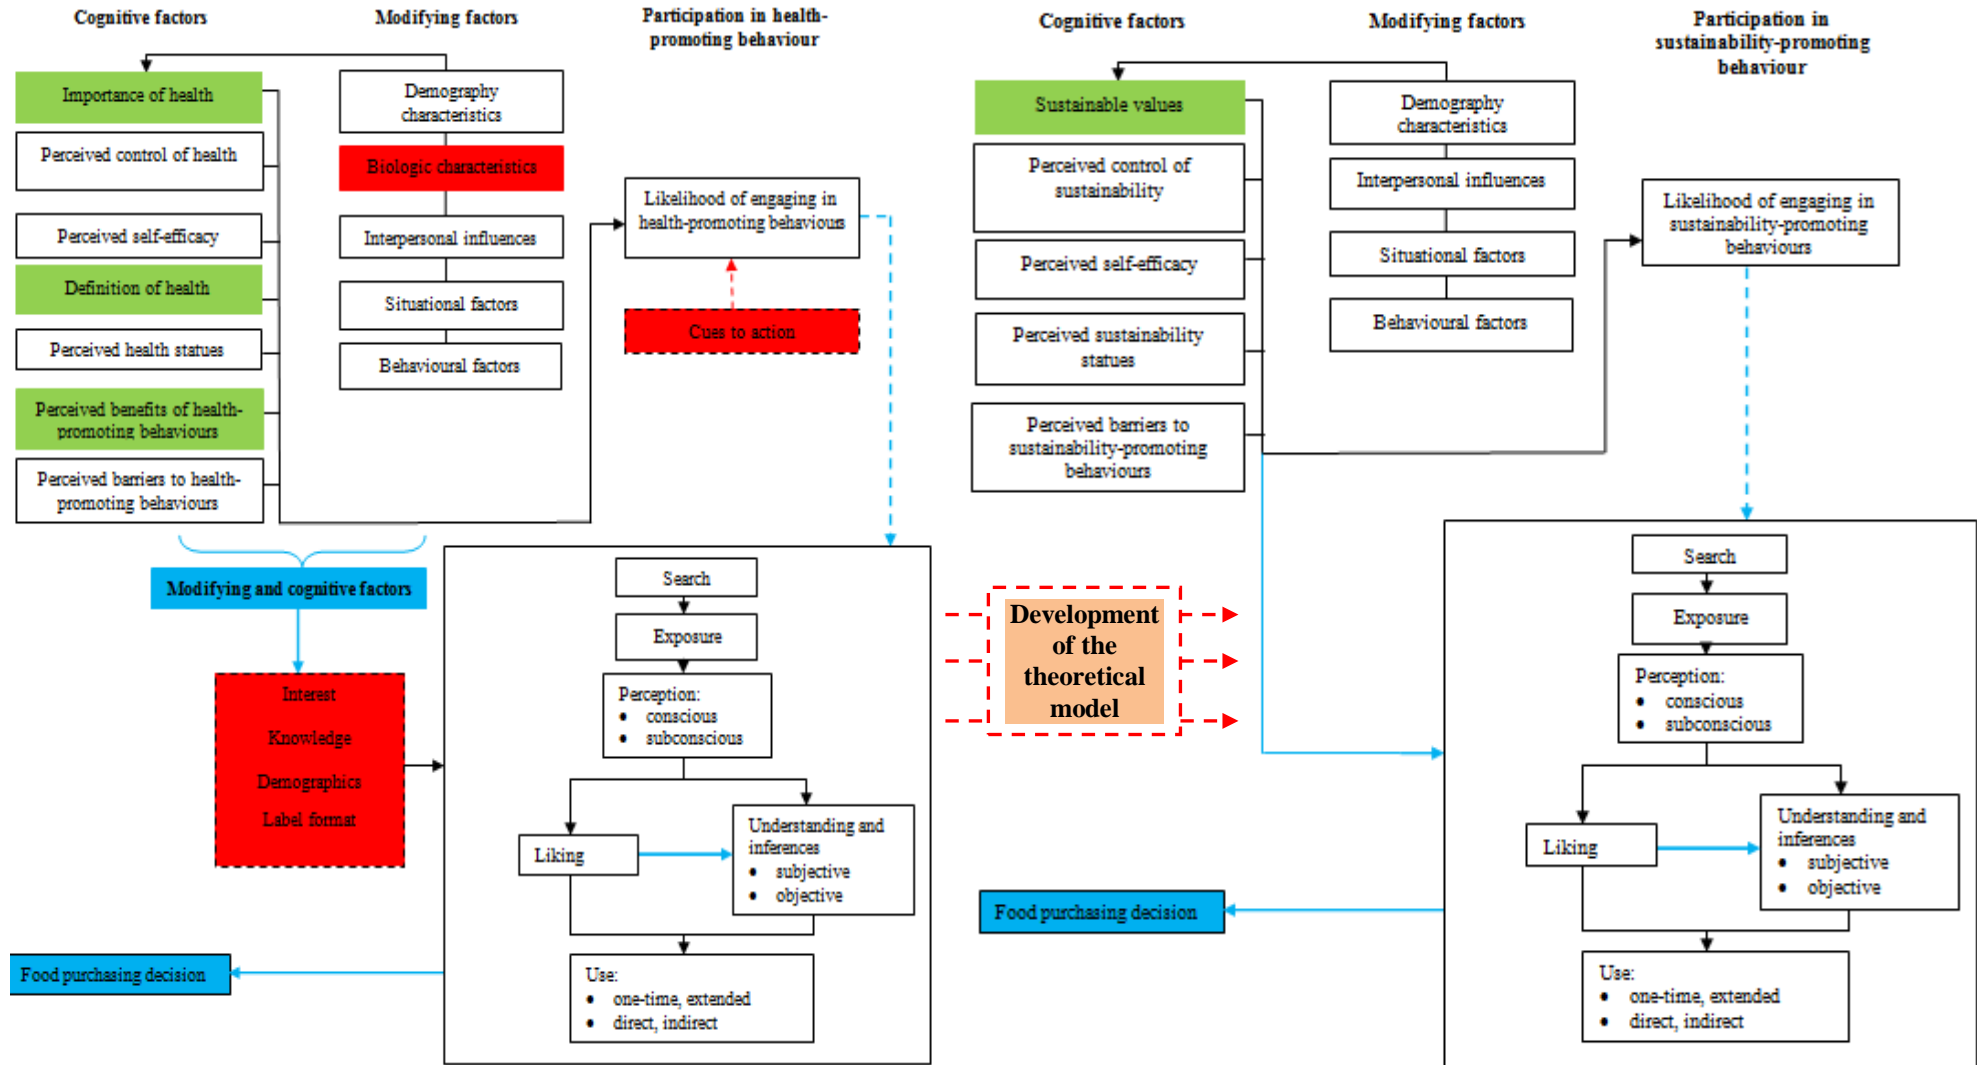 Cognitive factors
Modifying factors
Participation in health-
promoting behaviour
Importance of health
Perceived control of health
Perceived self-efficacy
Definition of health
Perceived health statues
Perceived benefits of health-
promoting behaviours
Perceived barriers to health-
promoting behaviours
Demography
characteristics
Biologic characteristics
Interpersonal influences
Situational factors
Behavioural factors
Likelihood of engaging in
health-promoting behaviours
Cues to action
Modifying and cognitive factors
Interest
Knowledge
Demographics
Label format
Food purchasing decision
Search
Exposure
Perception:
• conscious
• subconscious
Liking
Understanding and
inferences
• subjective
• objective
Use:
• one-time, extended
• direct, indirect
Development
of the
theoretical
model
Cognitive factors
Modifying factors
Participation in
sustainability-promoting
behaviour
Sustainable values
Perceived control of
sustainability
Perceived self-efficacy
Perceived sustainability
statues
Perceived barriers to
sustainability-promoting
behaviours
Demography
characteristics
Interpersonal influences
Situational factors
Behavioural factors
Likelihood of engaging in
sustainability-promoting
behaviours
Food purchasing decision
Search
Exposure
Perception:
• conscious
• subconscious
Liking
Understanding and
inferences
• subjective
• objective
Use:
• one-time, extended
• direct, indirect